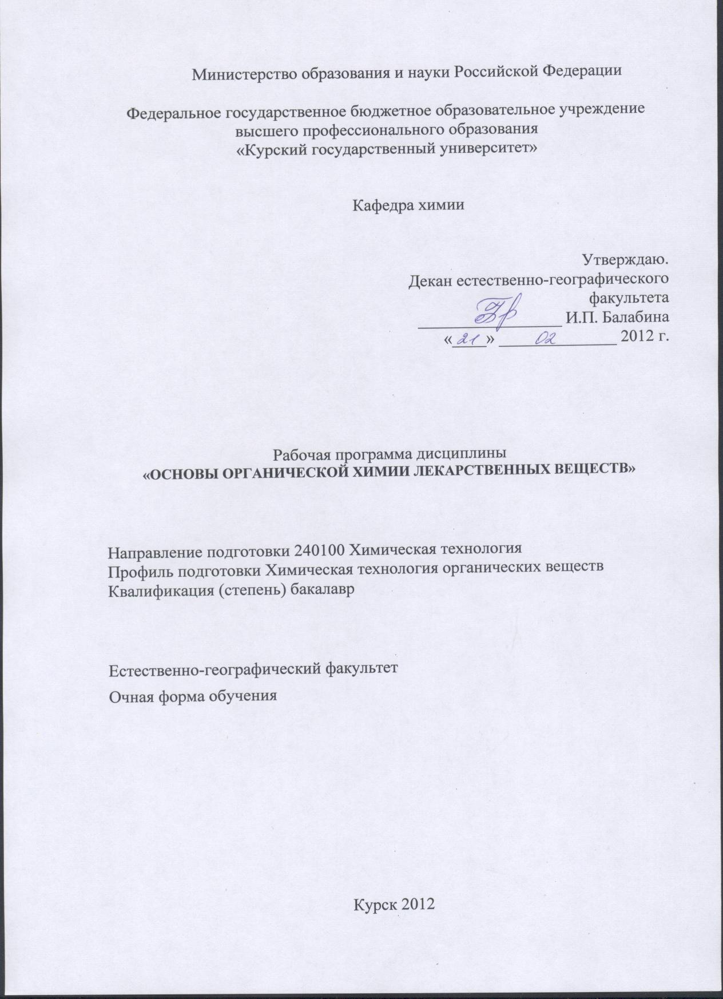 Министерство образования и науки Российской Федерации
Федеральное государственное бюджетное образовательное учреждение
высшего профессионального образования
«Курский государственный университет»
Кафедра химии
Утверждаю.
Декан естественно-географического
факультета
____________________ И.П. Балабина
«21» 02 2012 г.
Рабочая программа дисциплины
«ОСНОВЫ ОРГАНИЧЕСКОЙ ХИМИИ ЛЕКАРСТВЕННЫХ ВЕЩЕСТВ»
Направление подготовки 240100 Химическая технология
Профиль подготовки Химическая технология органических веществ
Квалификация (степень) бакалавр
Естественно-географический факультет
Очная форма обучения
Курск 2012